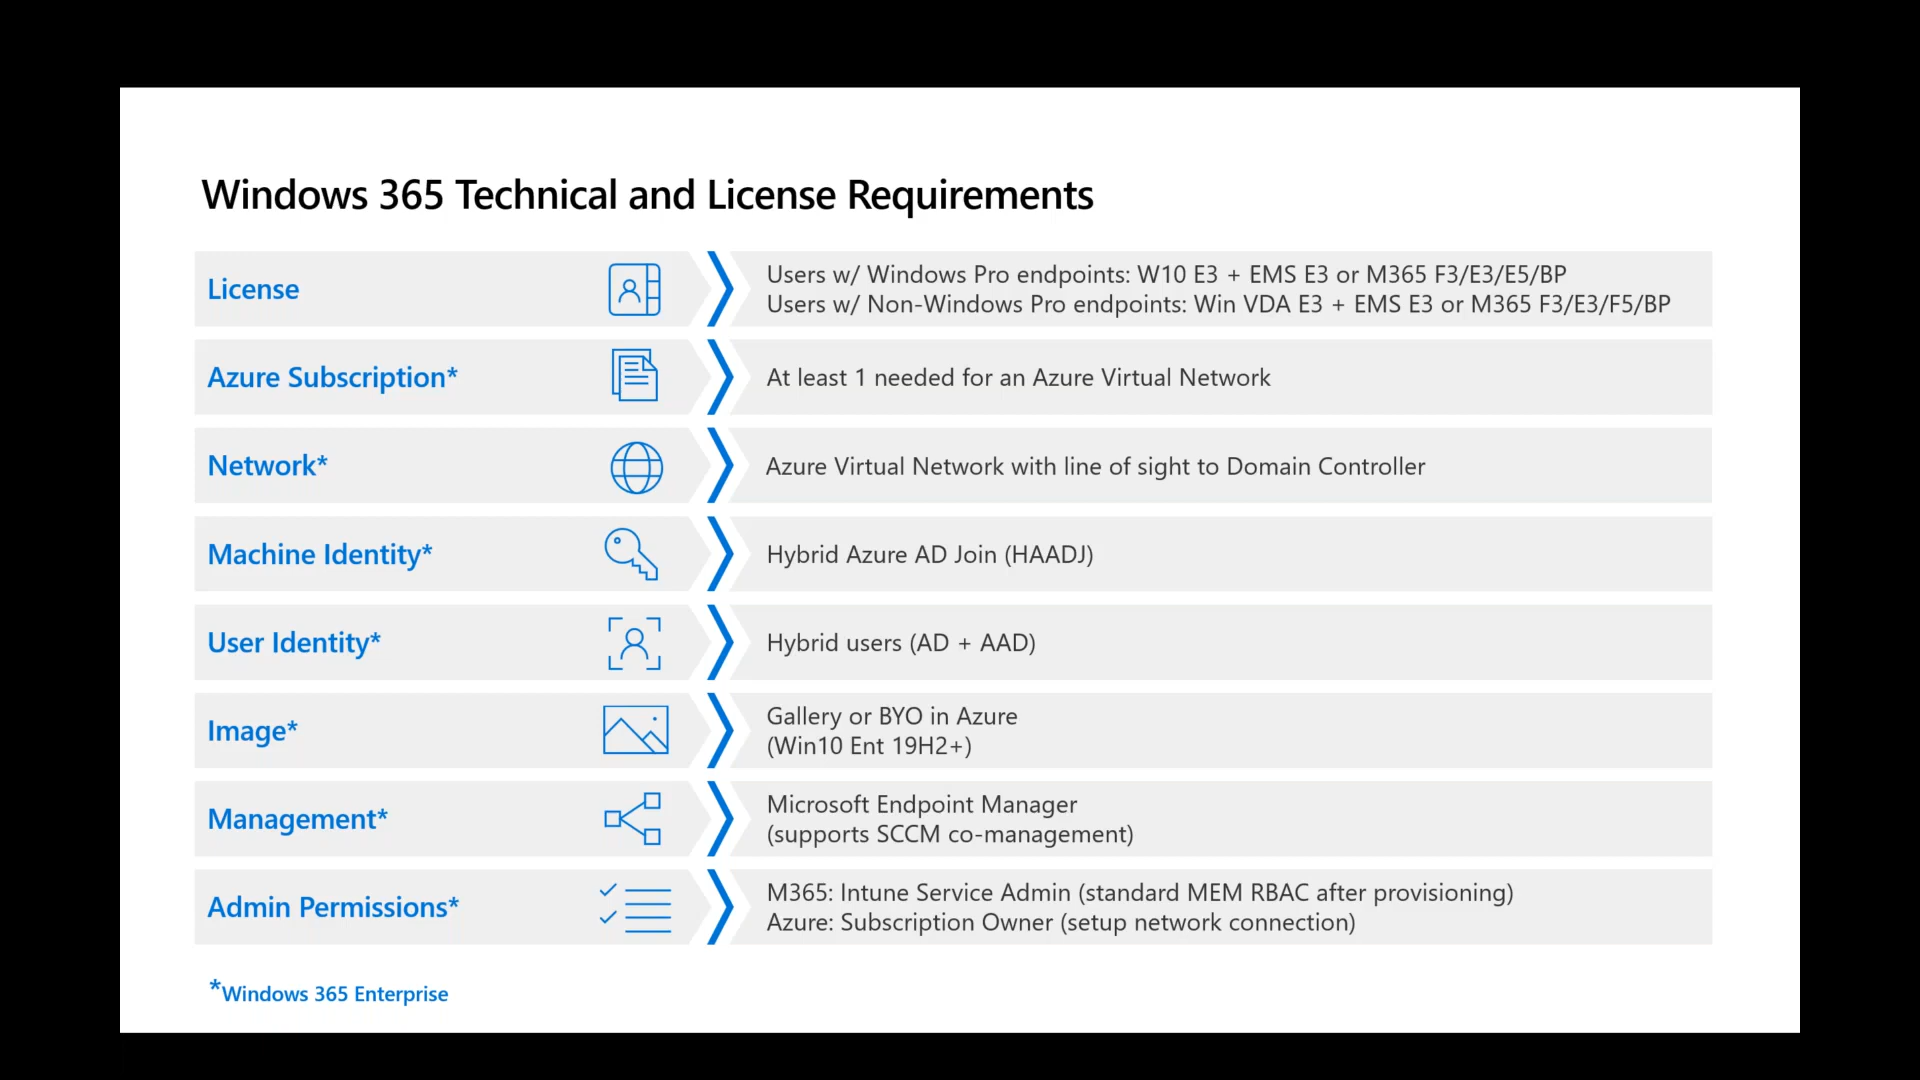 Windows 365 Technical and License Requirements
License
Users w/ Windows Pro endpoints: W10 E3 + EMS E3 or M365 F3/E3/E5/BP
Users w/ Non-Windows Pro endpoints: Win VDA E3 + EMS E3 or M365 F3/E3/F5/BP
Azure Subscription*
At least 1 needed for an Azure Virtual Network
Network*
Azure Virtual Network with line of sight to Domain Controller
Machine Identity*
Hybrid Azure AD Join (HAADJ)
User Identity*
Hybrid users (AD + AAD)
Image*
Gallery or BYO in Azure
(Win10 Ent 19H2+)
Management*
Microsoft Endpoint Manager
(supports SCCM co-management)
Admin Permissions*
M365: Intune Service Admin (standard MEM RBAC after provisioning)
Azure: Subscription Owner (setup network connection)
*Windows 365 Enterprise